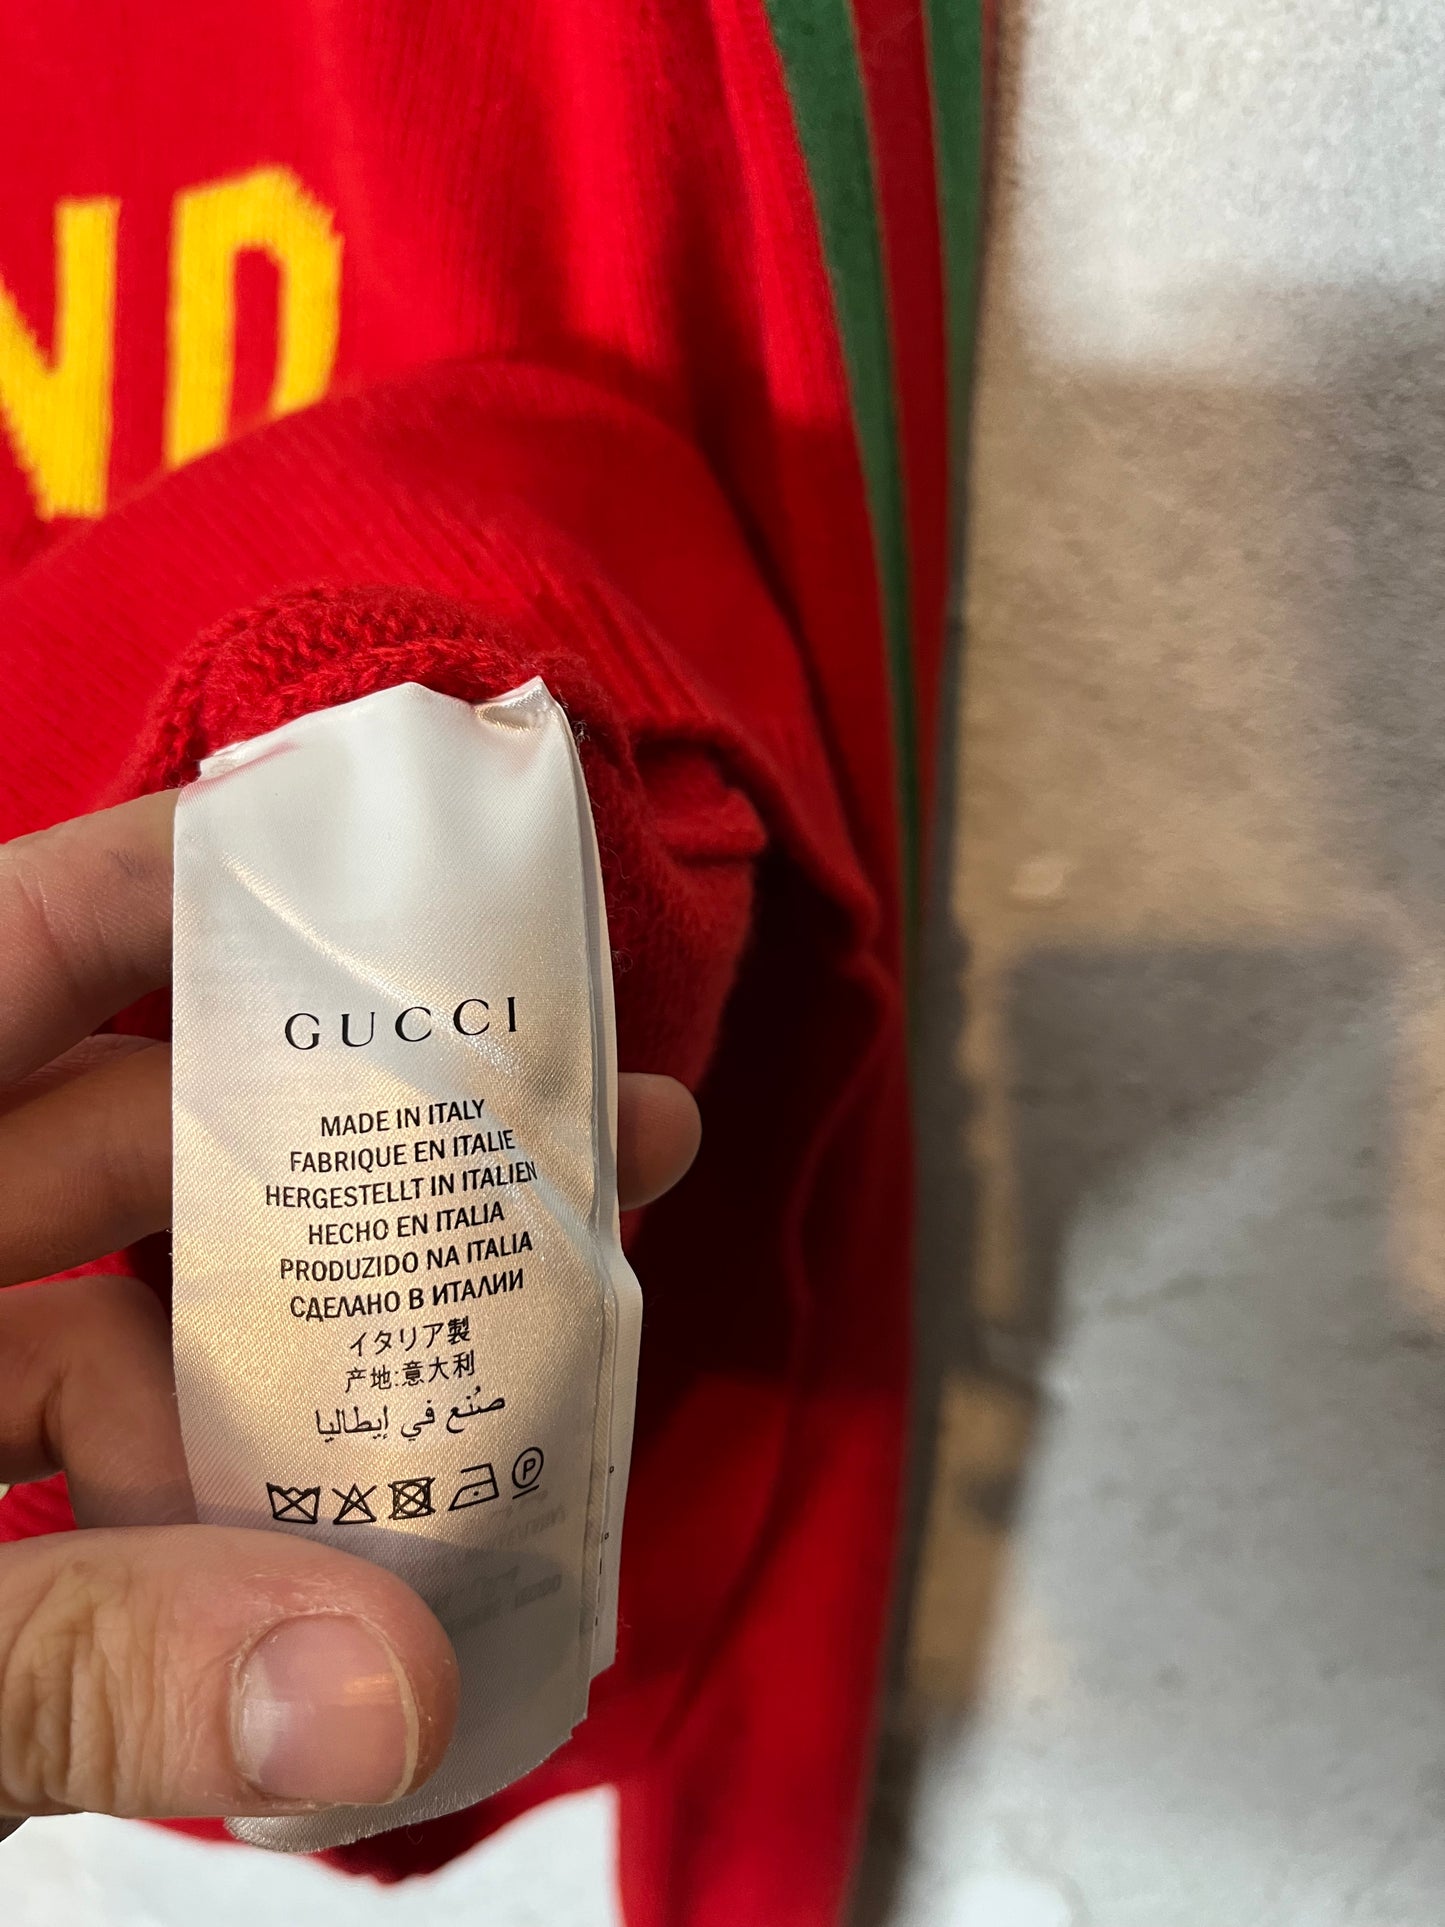 ND
GUCCI
MADE IN ITALY
FABRIQUE EN ITALIE
HERGESTELLT IN ITALIEN
HECHO EN ITALIA
PRODUZIDO NA ITALIA
СДЕЛАНО В ИТАЛИИ
イタリア製
产地:意大利
صُنع في إيطاليا
P